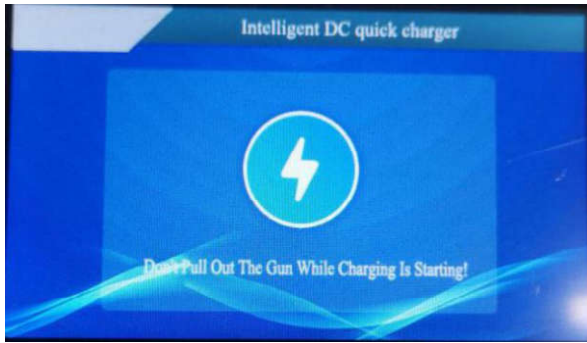 Intelligent DC quick charger
Don't Pull Out The Gun While Charging Is Starting!